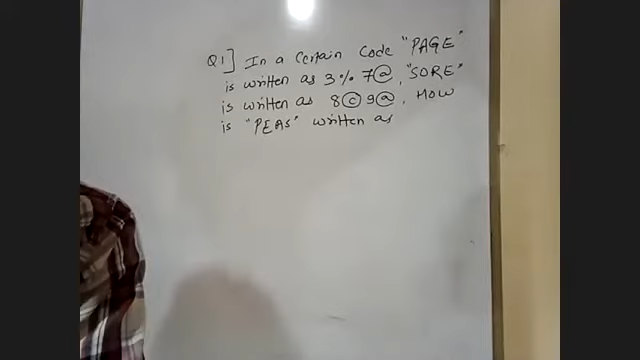 Q1] In a certain code "PAGE"
is written as 3% 7@, "SORE"
is written as 8©9@, HOW
is "PEAS" written as